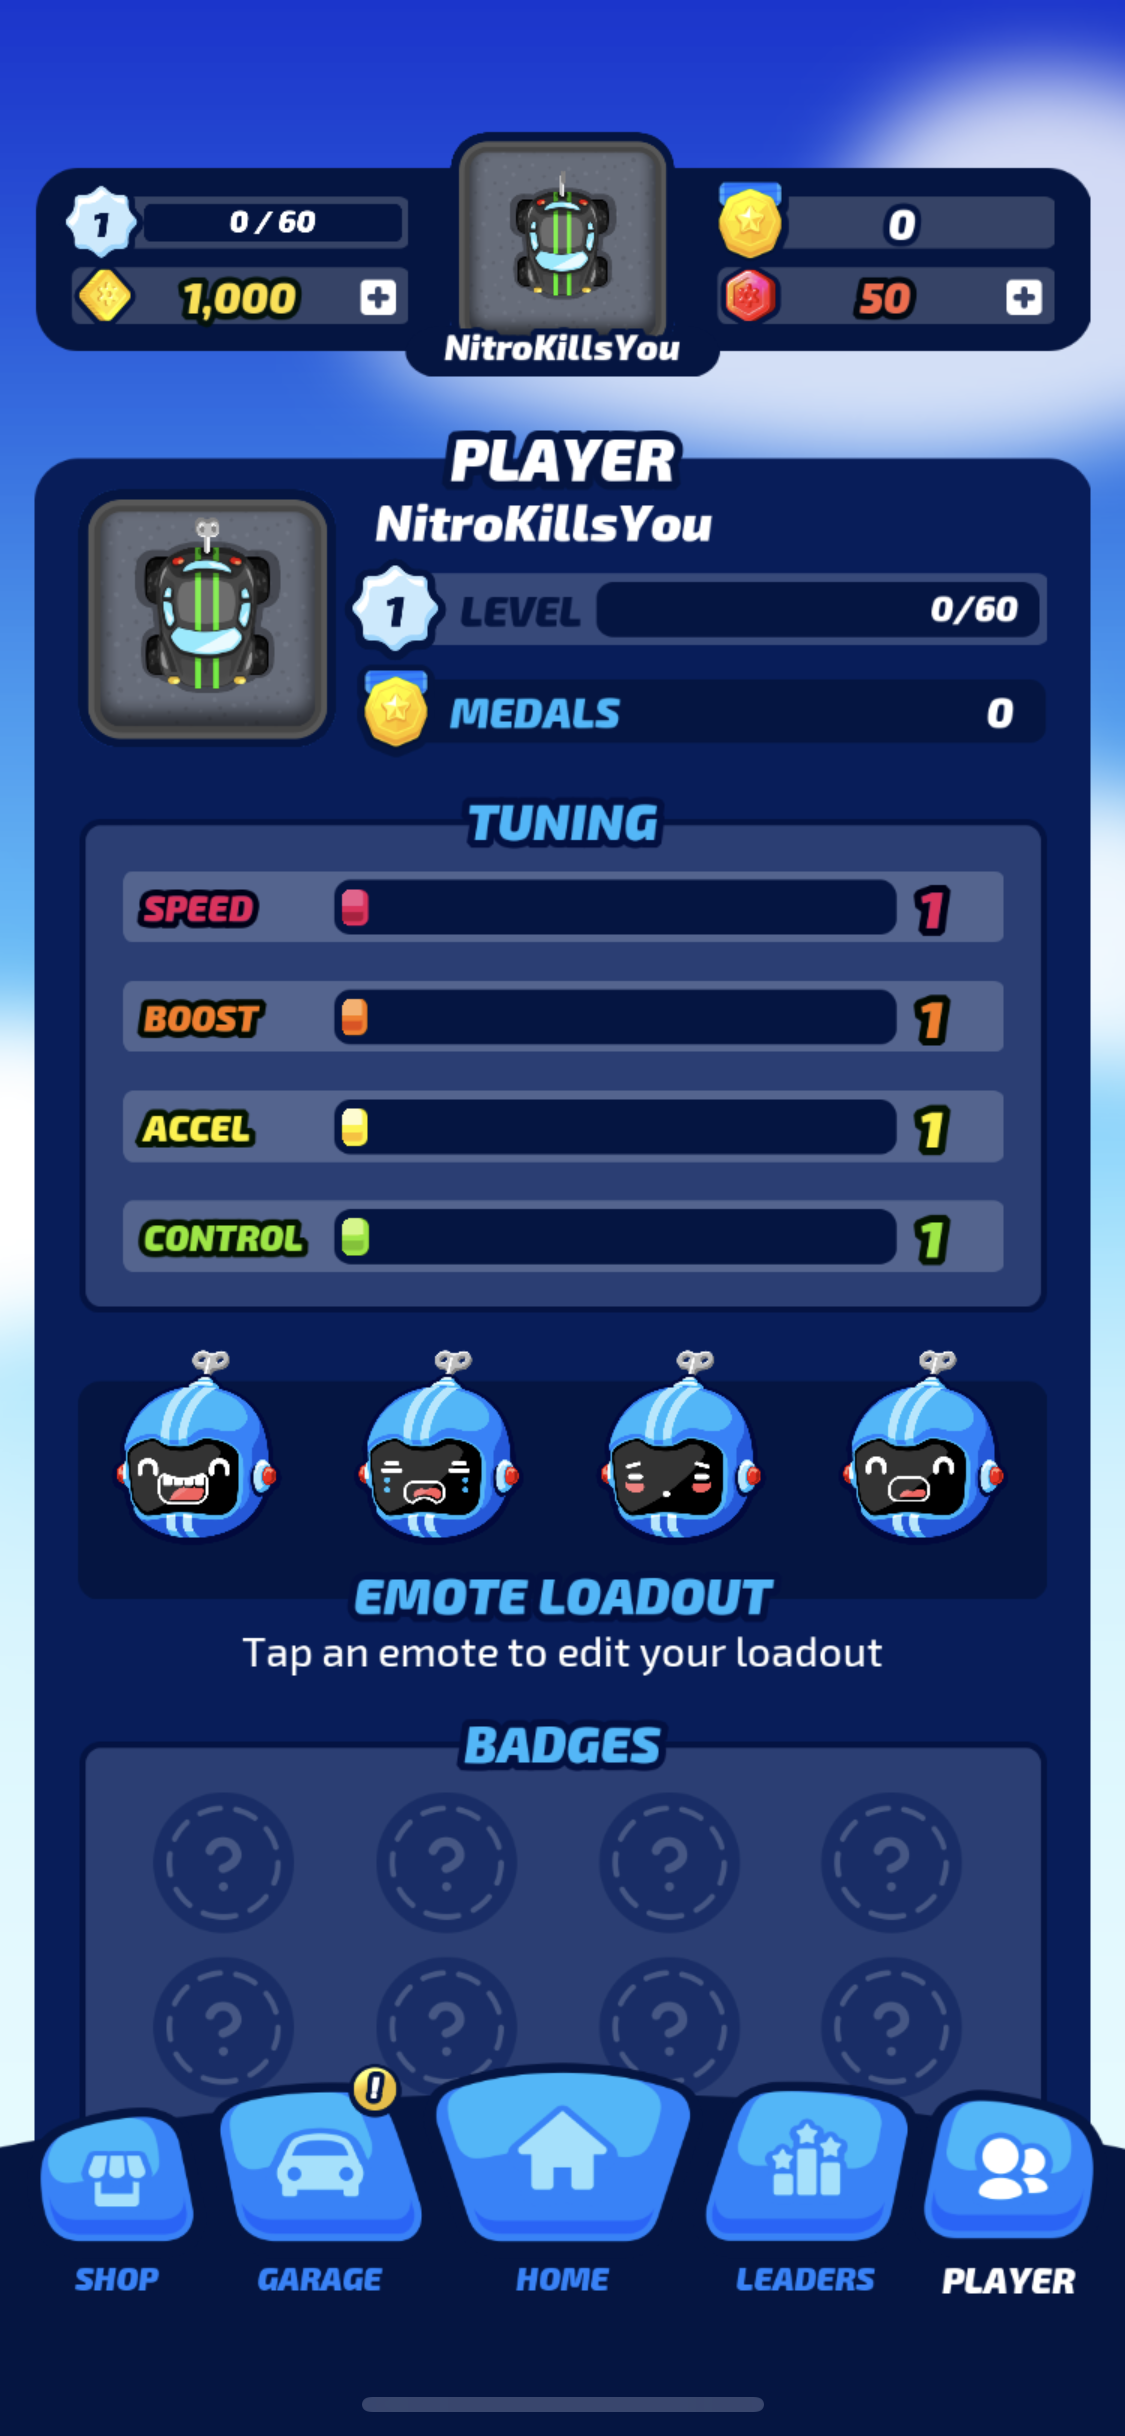 1
0 / 60
0
1,000
50
NitroKillsYou
PLAYER
NitroKillsYou
1
LEVEL
0/60
MEDALS
0
TUNING
SPEED
1
BOOST
1
ACCEL
1
CONTROL
1
EMOTE LOADOUT
Tap an emote to edit your loadout
BADGES
? ? ? ?
? ? ? ?
!
SHOP
GARAGE
HOME
LEADERS
PLAYER